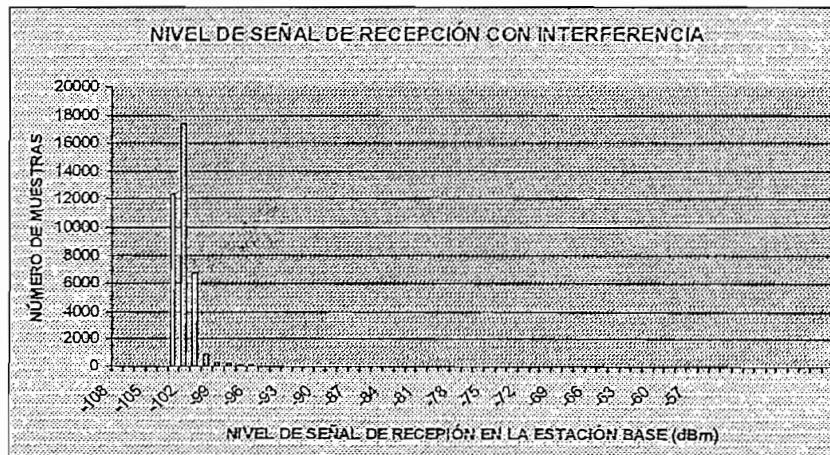 NIVEL DE SEÑAL DE RECEPCIÓN CON INTERFERENCIA
NÚMERO DE MUESTRAS
20000
18000
16000
14000
12000
10000
8000
6000
4000
2000
0
-108 -105 -102 -99 -96 -93 -90 -87 -84 -81 -78 -75 -72 -69 -66 -63 -60 -57
NIVEL DE SEÑAL DE RECEPIÓN EN LA ESTACIÓN BASE (dBm)